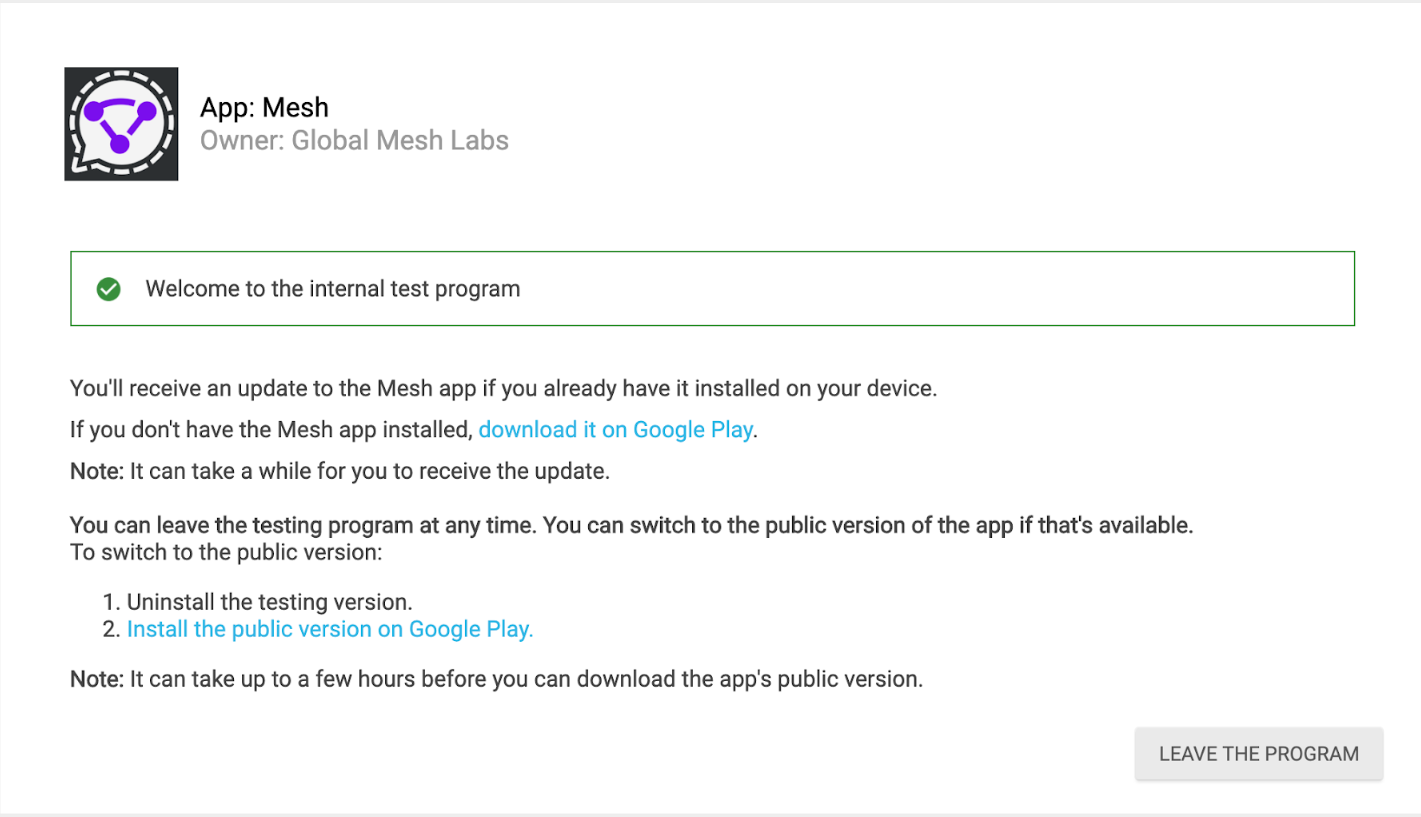 App: Mesh
Owner: Global Mesh Labs
Welcome to the internal test program
You'll receive an update to the Mesh app if you already have it installed on your device.
If you don't have the Mesh app installed, download it on Google Play.
Note: It can take a while for you to receive the update.
You can leave the testing program at any time. You can switch to the public version of the app if that's available.
To switch to the public version:
1. Uninstall the testing version.
2. Install the public version on Google Play.
Note: It can take up to a few hours before you can download the app's public version.
LEAVE THE PROGRAM